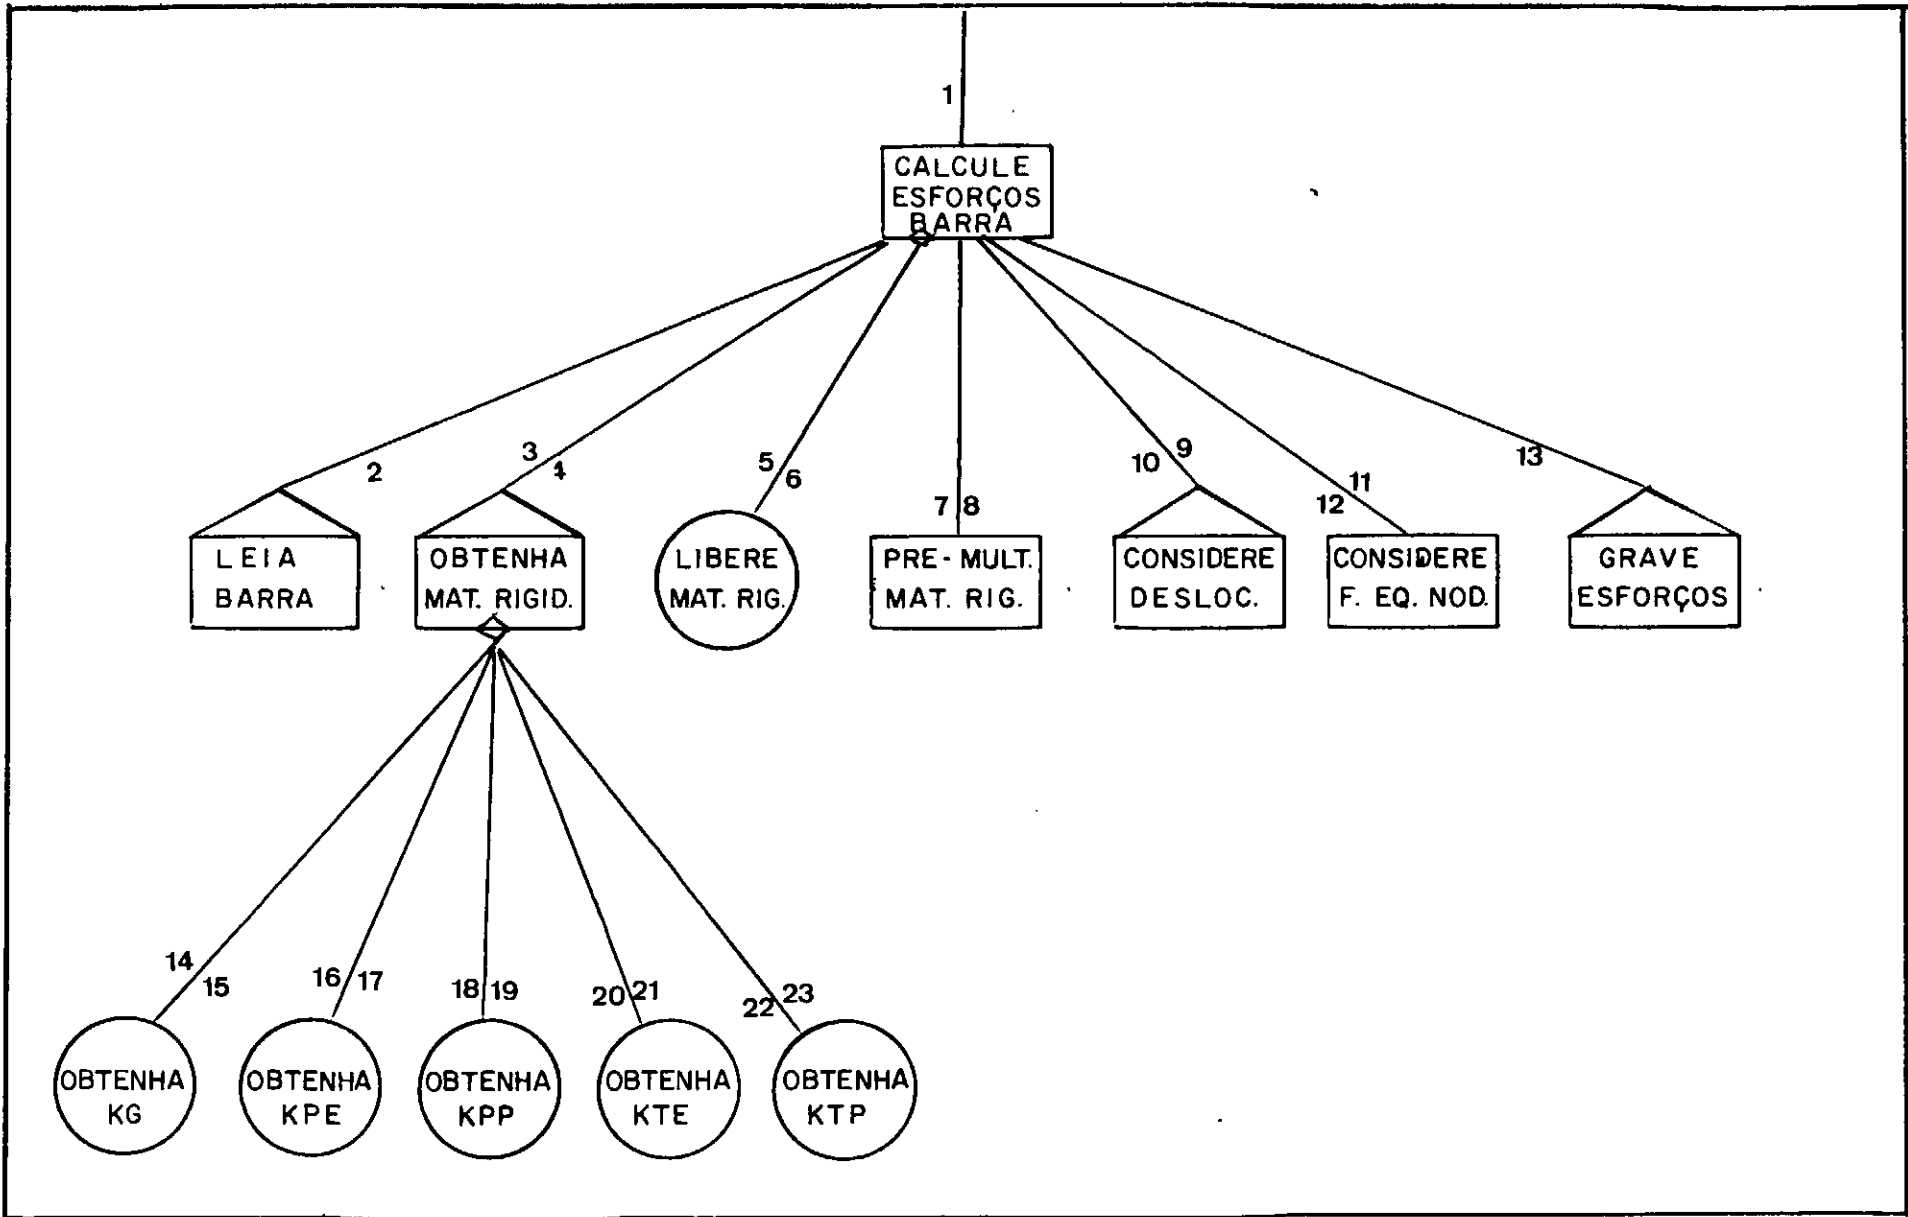 1
CALCULE
ESFORÇOS
BARRA
2
3
4
5
6
7
8
10
9
12
11
13
LEIA
BARRA
OBTENHA
MAT. RIGID.
LIBERE
MAT. RIG.
PRE-MULT.
MAT. RIG.
CONSIDERE
DESLOC.
CONSIDERE
F. EQ. NOD.
GRAVE
ESFORÇOS
14
15
16
17
18
19
20
21
22
23
OBTENHA
KG
OBTENHA
KPE
OBTENHA
KPP
OBTENHA
KTE
OBTENHA
KTP